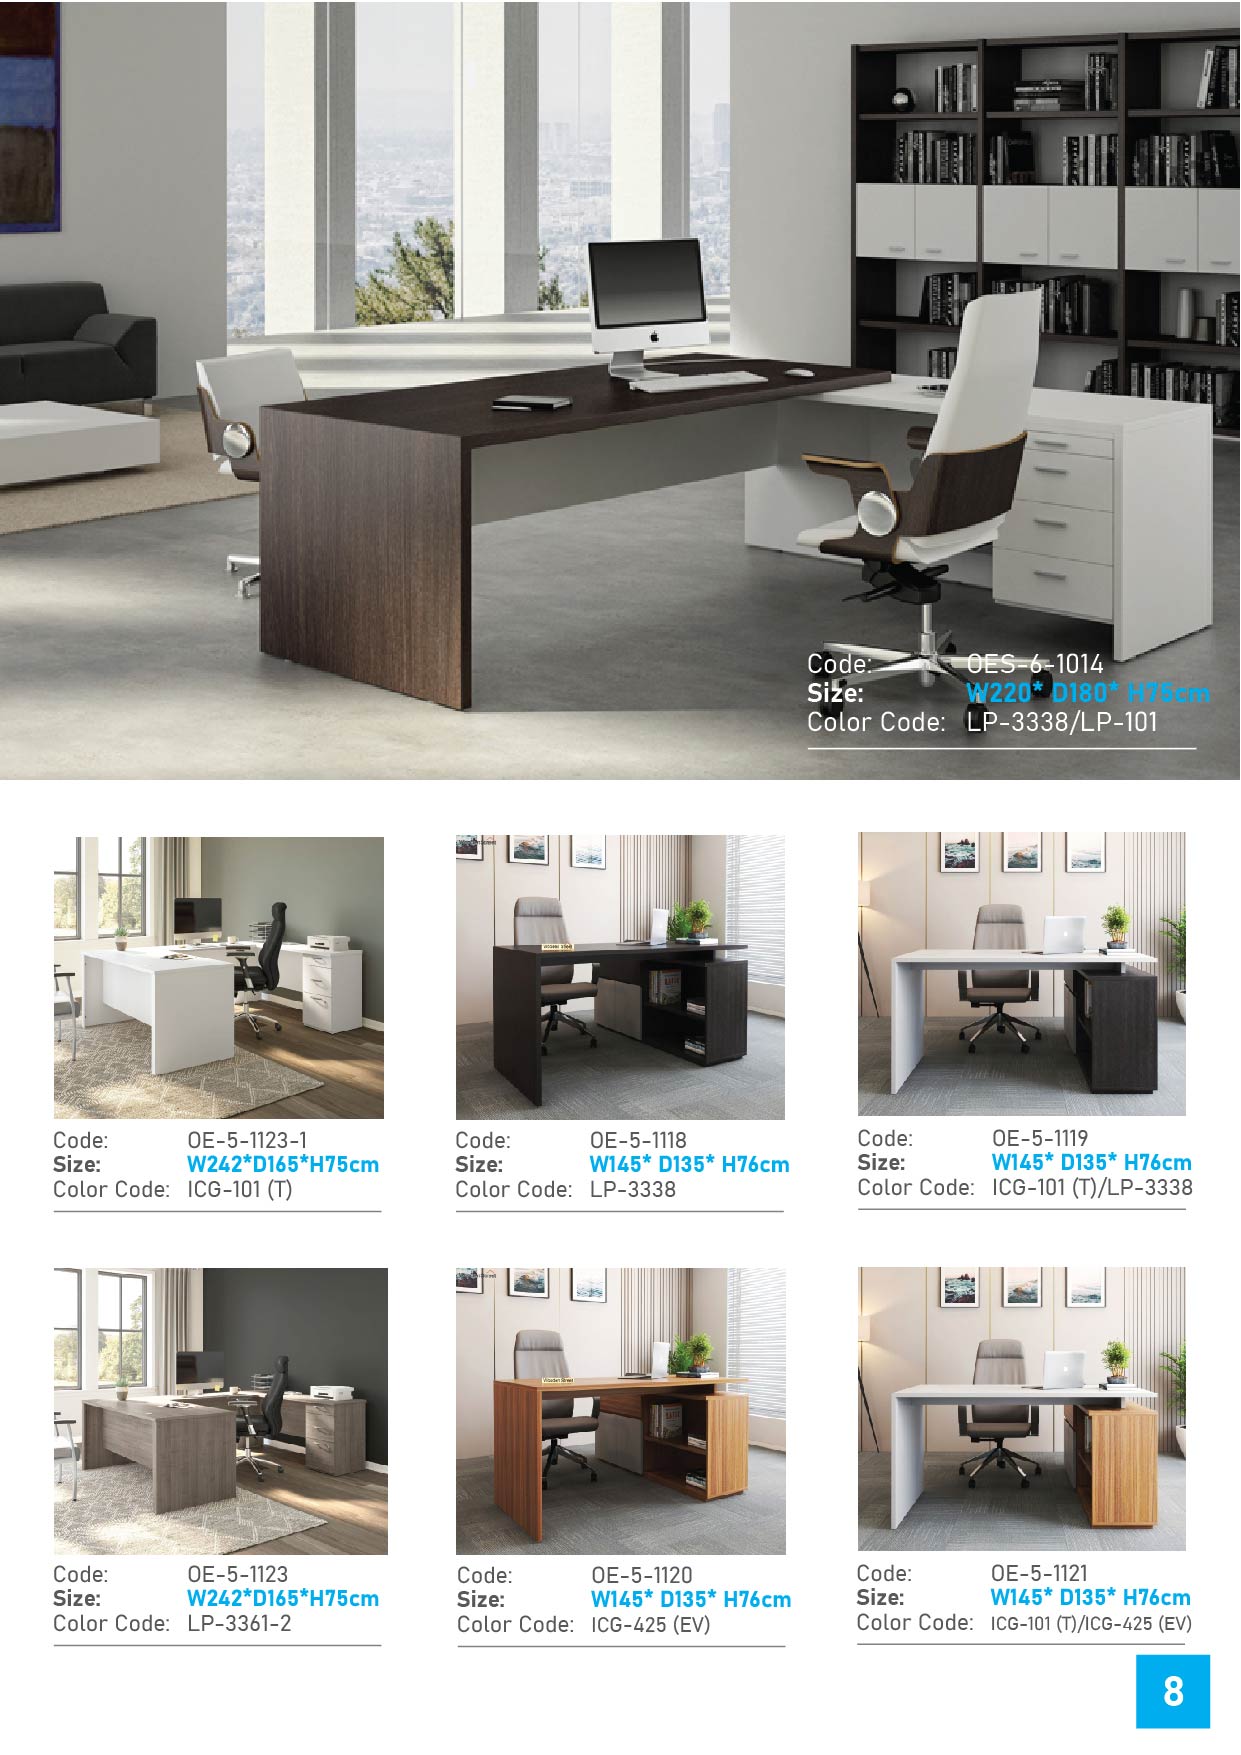 Code: OES-6-1014
Size: W220* D180* H75cm
Color Code: LP-3338/LP-101
Code: OE-5-1123-1
Size: W242*D165*H75cm
Color Code: ICG-101 (T)
Code: OE-5-1118
Size: W145* D135* H76cm
Color Code: LP-3338
Code: OE-5-1119
Size: W145* D135* H76cm
Color Code: ICG-101 (T)/LP-3338
Wooden Street
Code: OE-5-1123
Size: W242*D165*H75cm
Color Code: LP-3361-2
Code: OE-5-1120
Size: W145* D135* H76cm
Color Code: ICG-425 (EV)
Code: OE-5-1121
Size: W145* D135* H76cm
Color Code: ICG-101 (T)/ICG-425 (EV)
8